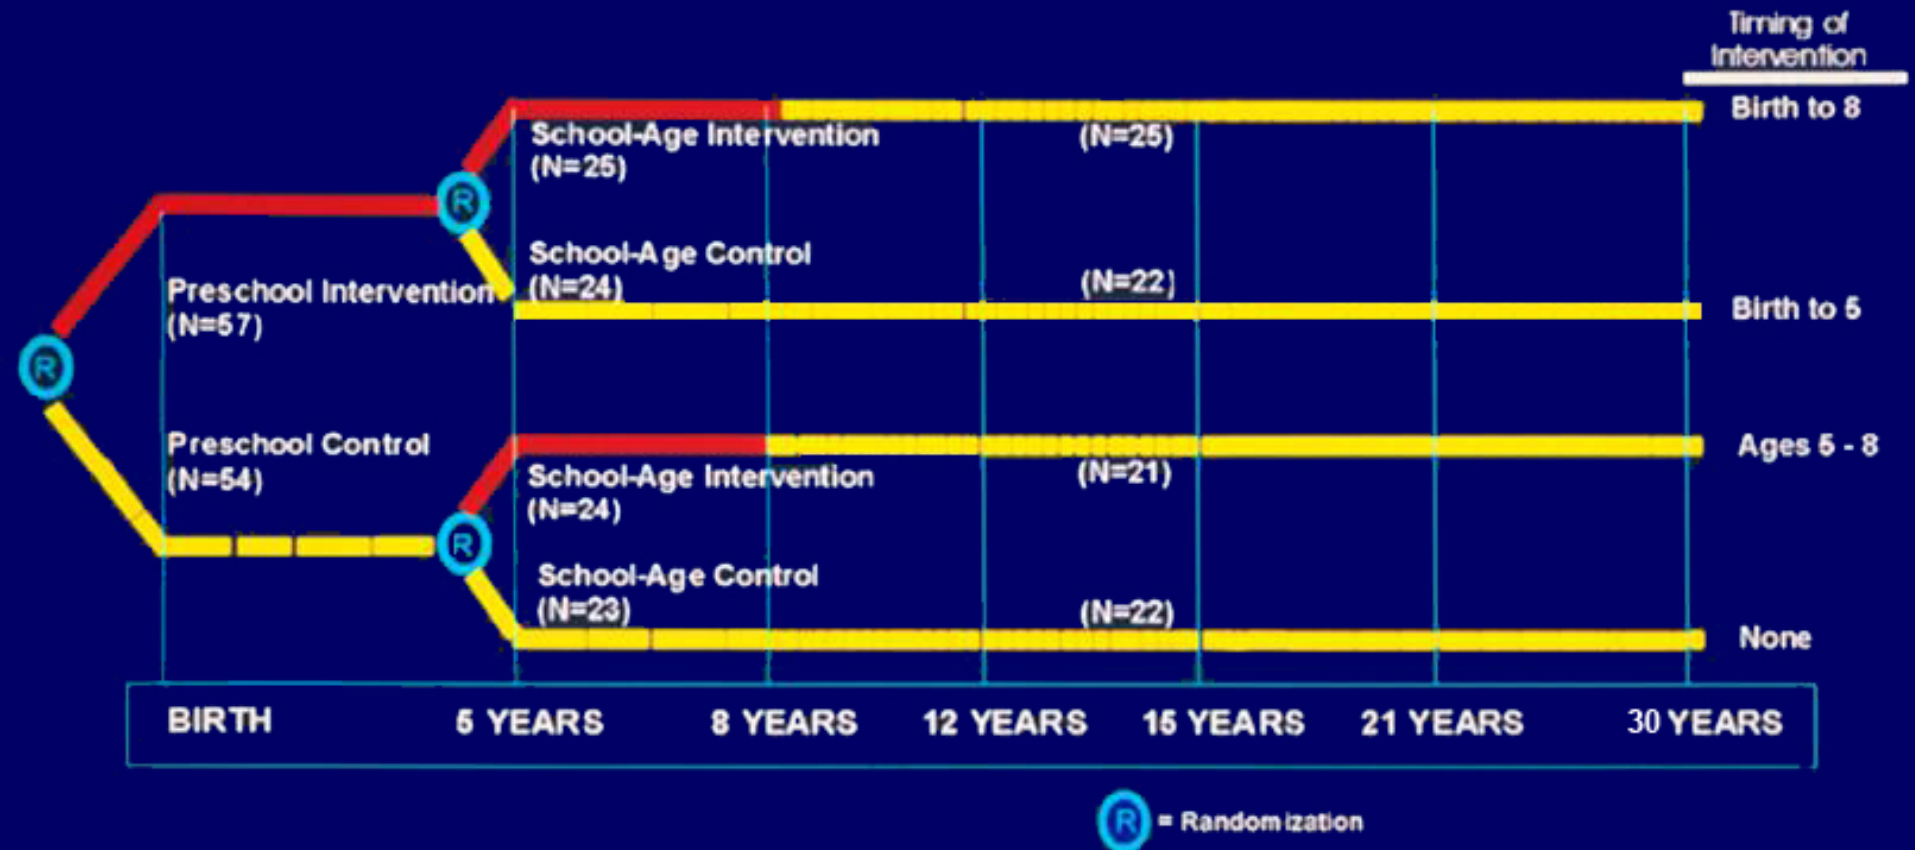 Timing of
Intervention
Birth to 8
School-Age Intervention
(N=25)
(N=25)
R
School-Age Control
(N=24)
(N=22)
Birth to 5
Preschool Intervention
(N=57)
R
Preschool Control
(N=54)
School-Age Intervention
(N=24)
(N=21)
Ages 5 - 8
R
School-Age Control
(N=23)
(N=22)
None
BIRTH 5 YEARS 8 YEARS 12 YEARS 15 YEARS 21 YEARS 30 YEARS
R = Randomization